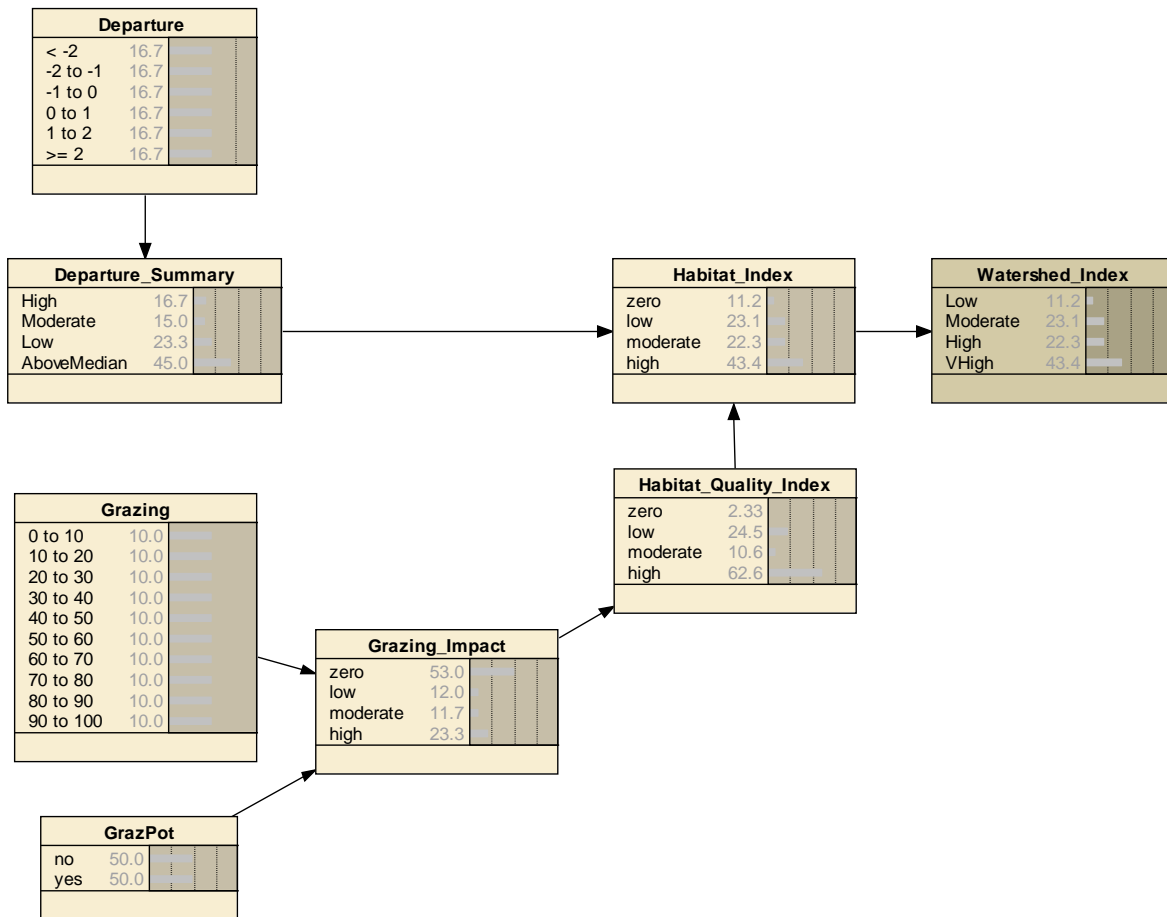 Departure
< -2 16.7
-2 to -1 16.7
-1 to 0 16.7
0 to 1 16.7
1 to 2 16.7
>= 2 16.7
Departure_Summary
High 16.7
Moderate 15.0
Low 23.3
AboveMedian 45.0
Habitat_Index
zero 11.2
low 23.1
moderate 22.3
high 43.4
Watershed_Index
Low 11.2
Moderate 23.1
High 22.3
VHigh 43.4
Habitat_Quality_Index
zero 2.33
low 24.5
moderate 10.6
high 62.6
Grazing
0 to 10 10.0
10 to 20 10.0
20 to 30 10.0
30 to 40 10.0
40 to 50 10.0
50 to 60 10.0
60 to 70 10.0
70 to 80 10.0
80 to 90 10.0
90 to 100 10.0
Grazing_Impact
zero 53.0
low 12.0
moderate 11.7
high 23.3
GrazPot
no 50.0
yes 50.0